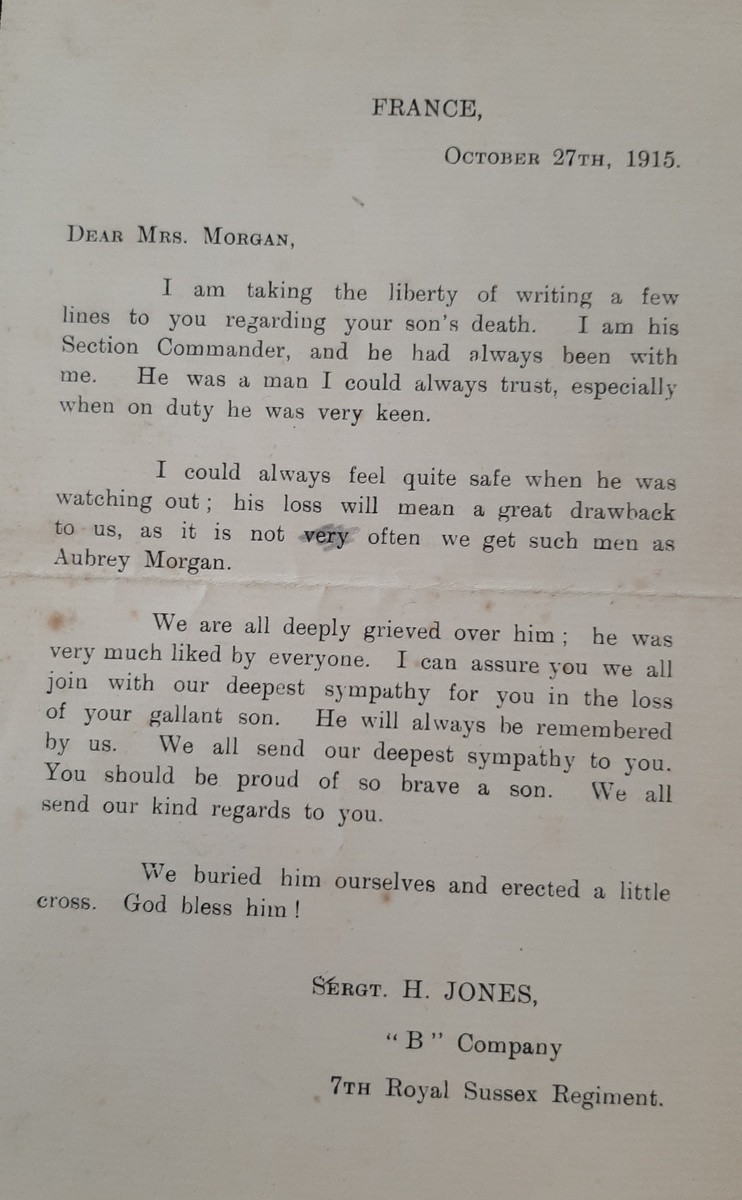 FRANCE,
OCTOBER 27TH, 1915.
DEAR MRS. MORGAN,
I am taking the liberty of writing a few
lines to you regarding your son's death. I am his
Section Commander, and he had always been with
me. He was a man I could always trust, especially
when on duty he was very keen.
I could always feel quite safe when he was
watching out ; his loss will mean a great drawback
to us, as it is not very often we get such men as
Aubrey Morgan.
We are all deeply grieved over him ; he was
very much liked by everyone. I can assure you we all
join with our deepest sympathy for you in the loss
of your gallant son. He will always be remembered
by us. We all send our deepest sympathy to you.
You should be proud of so brave a son. We all
send our kind regards to you.
We buried him ourselves and erected a little
cross. God bless him !
SERGT. H. JONES,
“ B ” Company
7TH Royal Sussex Regiment.